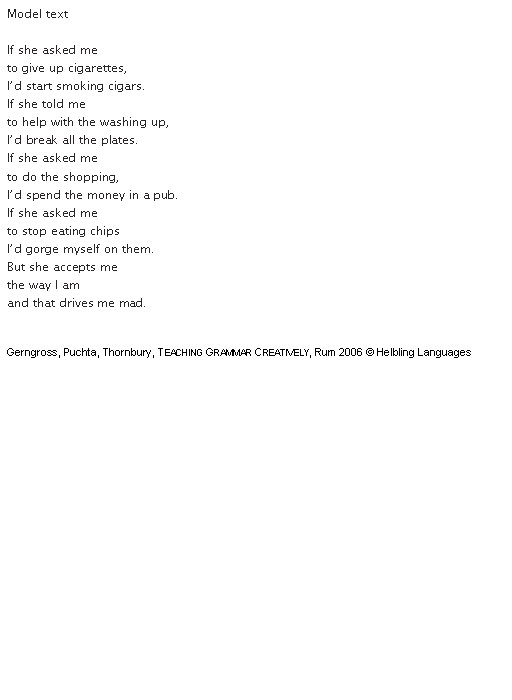 Model text
If she asked me
to give up cigarettes,
I'd start smoking cigars.
If she told me
to help with the washing up,
I'd break all the plates.
If she asked me
to do the shopping,
I'd spend the money in a pub.
If she asked me
to stop eating chips
I'd gorge myself on them.
But she accepts me
the way I am
and that drives me mad.
Gerngross, Puchta, Thornbury, TEACHING GRAMMAR CREATIVELY, Rum 2006 © Helbling Languages